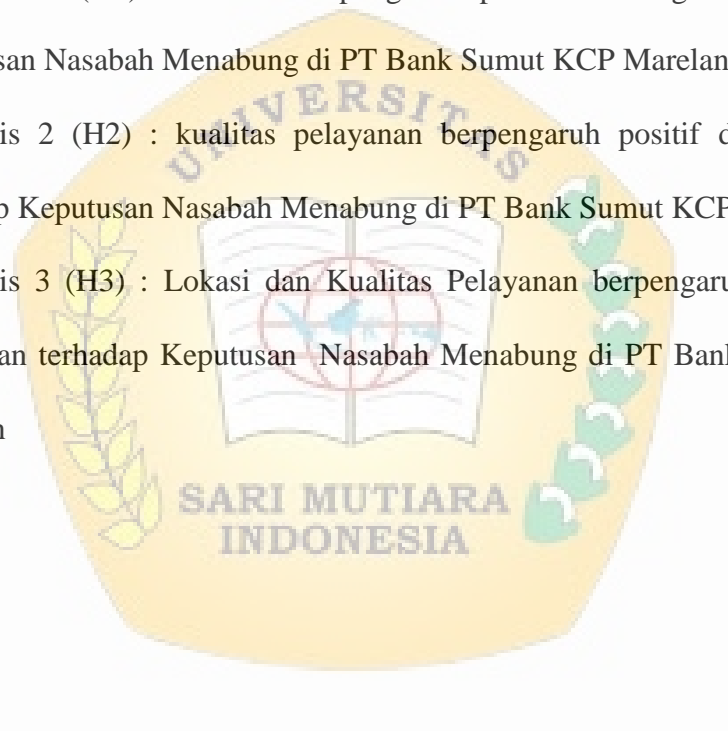 san Nasabah Menabung di PT Bank Sumut KCP Marelan
is 2 (H2) : kualitas pelayanan berpengaruh positif d
p Keputusan Nasabah Menabung di PT Bank Sumut KCP
is 3 (H3) : Lokasi dan Kualitas Pelayanan berpengaru
an terhadap Keputusan Nasabah Menabung di PT Bank
n
UNIVERSITAS
SARI MUTIARA
INDONESIA